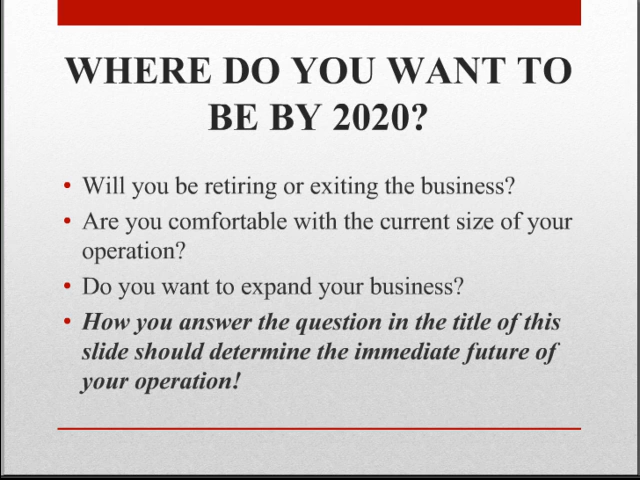 WHERE DO YOU WANT TO
BE BY 2020?
• Will you be retiring or exiting the business?
• Are you comfortable with the current size of your
operation?
• Do you want to expand your business?
• How you answer the question in the title of this
slide should determine the immediate future of
your operation!